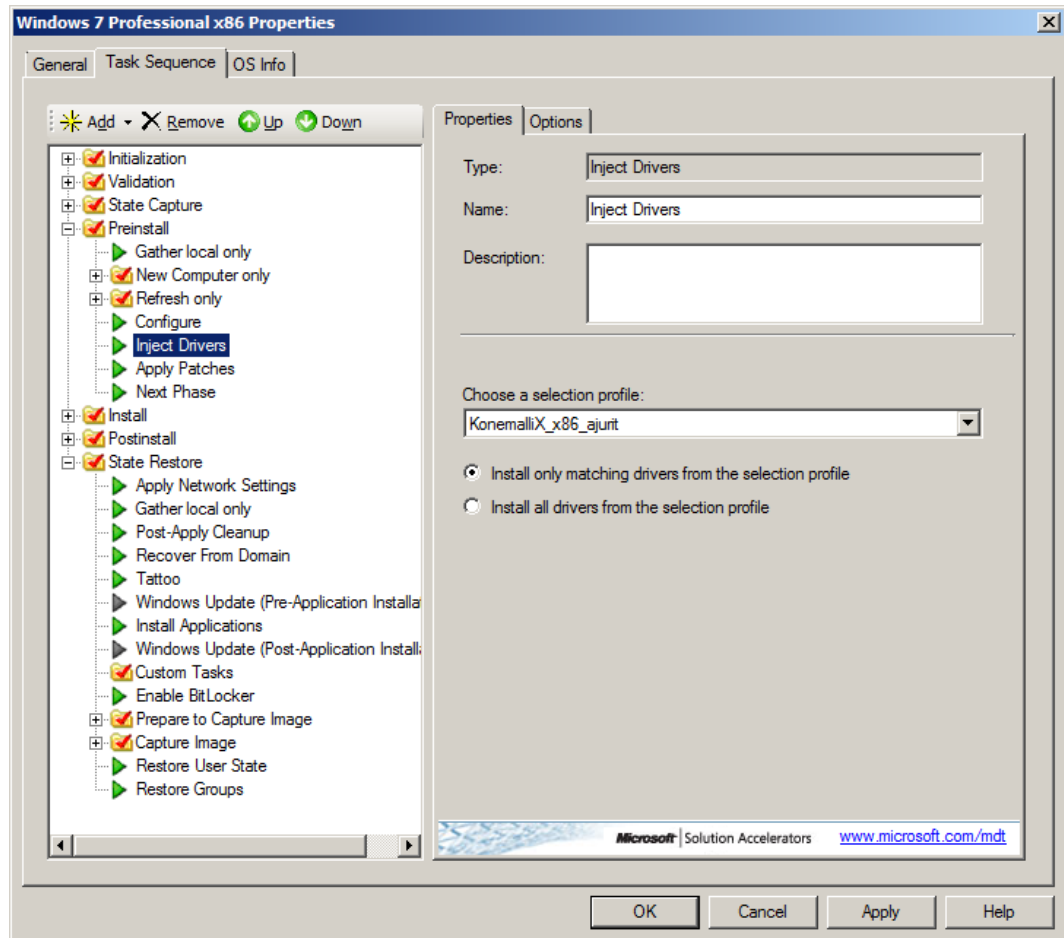 Windows 7 Professional x86 Properties
General
Task Sequence
OS Info
Add
Remove
Up
Down
Initialization
Validation
State Capture
Preinstall
Gather local only
New Computer only
Refresh only
Configure
Inject Drivers
Apply Patches
Next Phase
Install
Postinstall
State Restore
Apply Network Settings
Gather local only
Post-Apply Cleanup
Recover From Domain
Tattoo
Windows Update (Pre-Application Installa
Install Applications
Windows Update (Post-Application Install
Custom Tasks
Enable BitLocker
Prepare to Capture Image
Capture Image
Restore User State
Restore Groups
Properties
Options
Type: Inject Drivers
Name: Inject Drivers
Description:
Choose a selection profile:
KonemalliX_x86_ajurit
Install only matching drivers from the selection profile
Install all drivers from the selection profile
Microsoft Solution Accelerators www.microsoft.com/mdt
OK
Cancel
Apply
Help